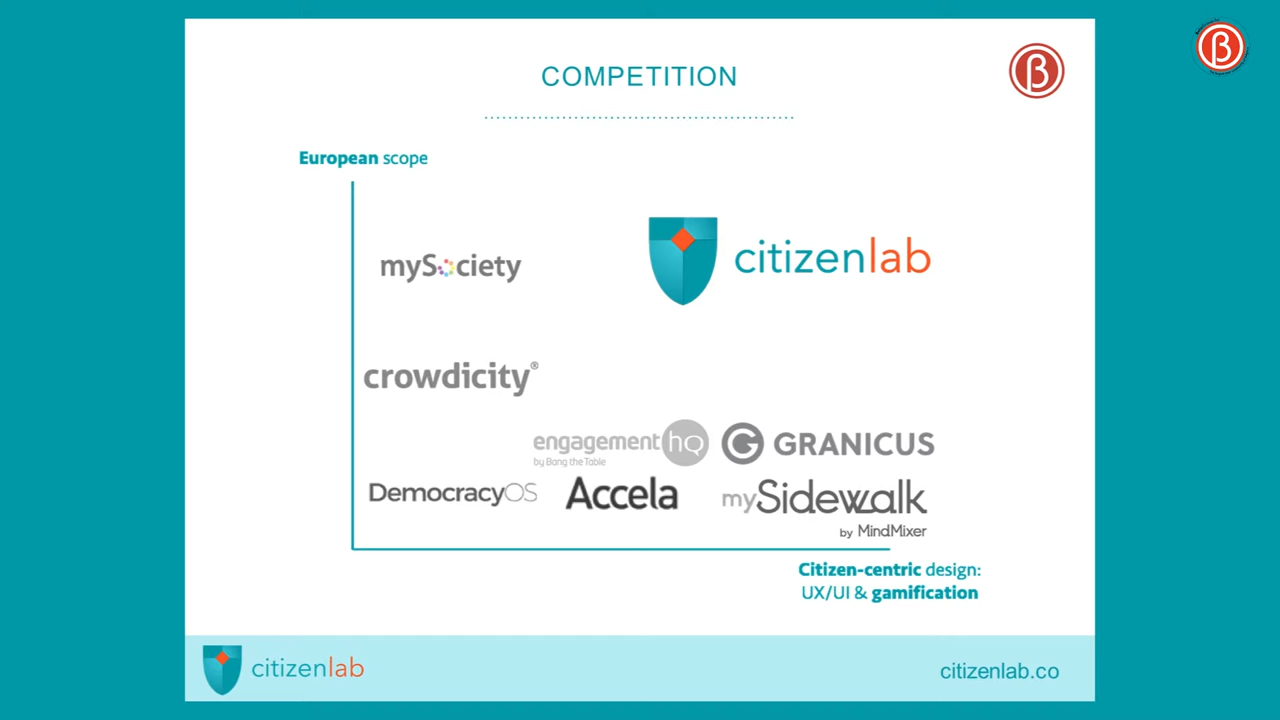 COMPETITION
β
β
European scope
mySociety
citizenlab
crowdicity®
engagement hq
by Bang the Table
GRANICUS
DemocracyOS
Accela
mySidewalk
by MindMixer
Citizen-centric design:
UX/UI & gamification
citizenlab
citizenlab.co